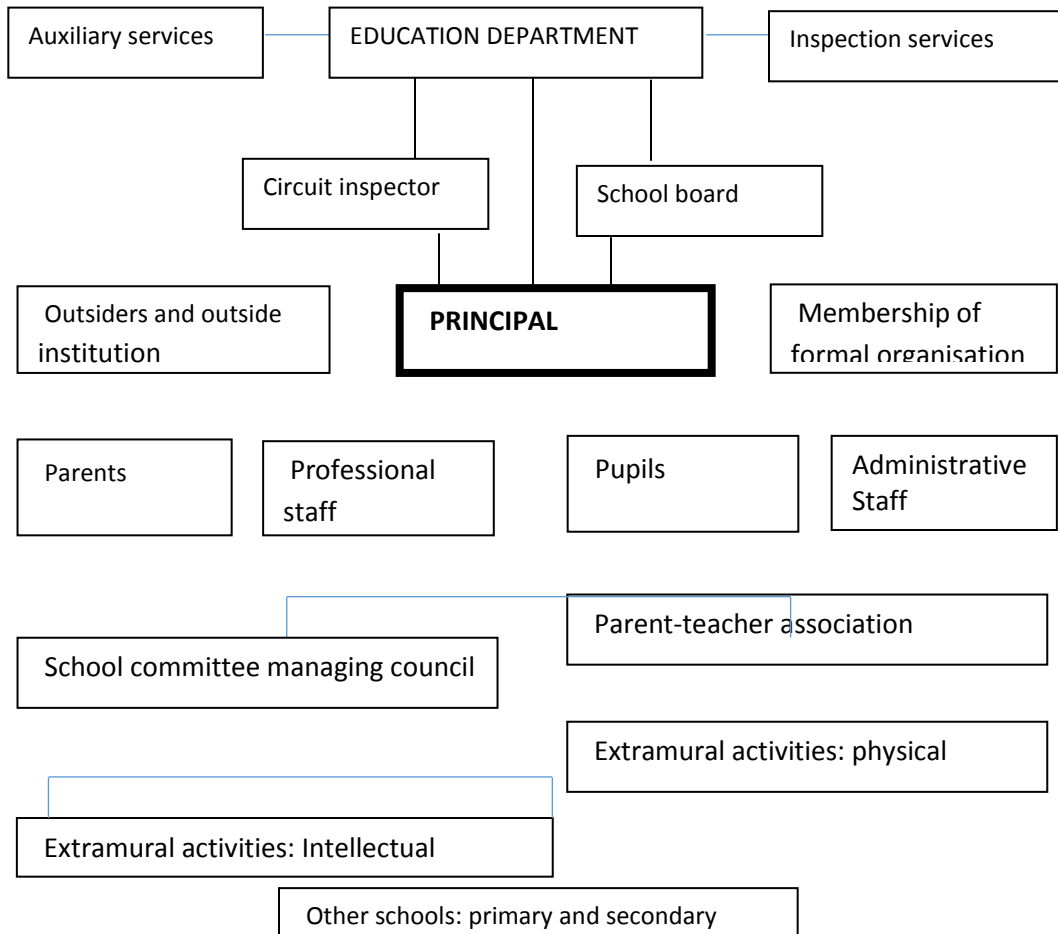 Auxiliary services
EDUCATION DEPARTMENT
Inspection services
Circuit inspector
School board
Outsiders and outside
institution
PRINCIPAL
Membership of
formal organisation
Parents
Professional
staff
Pupils
Administrative
Staff
Parent-teacher association
School committee managing council
Extramural activities: physical
Extramural activities: Intellectual
Other schools: primary and secondary